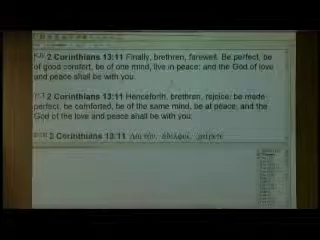 2 Corinthians 13:11 Finally, brethren, farewell. Be perfect, be
of good comfort, be of one mind, live in peace; and the God of love
and peace shall be with you.
2 Corinthians 13:11 Henceforth, brethren, rejoice; be made
perfect, be comforted, be of the same mind, be at peace; and the
God of the love and peace shall be with you.
2 Corinthians 13:11